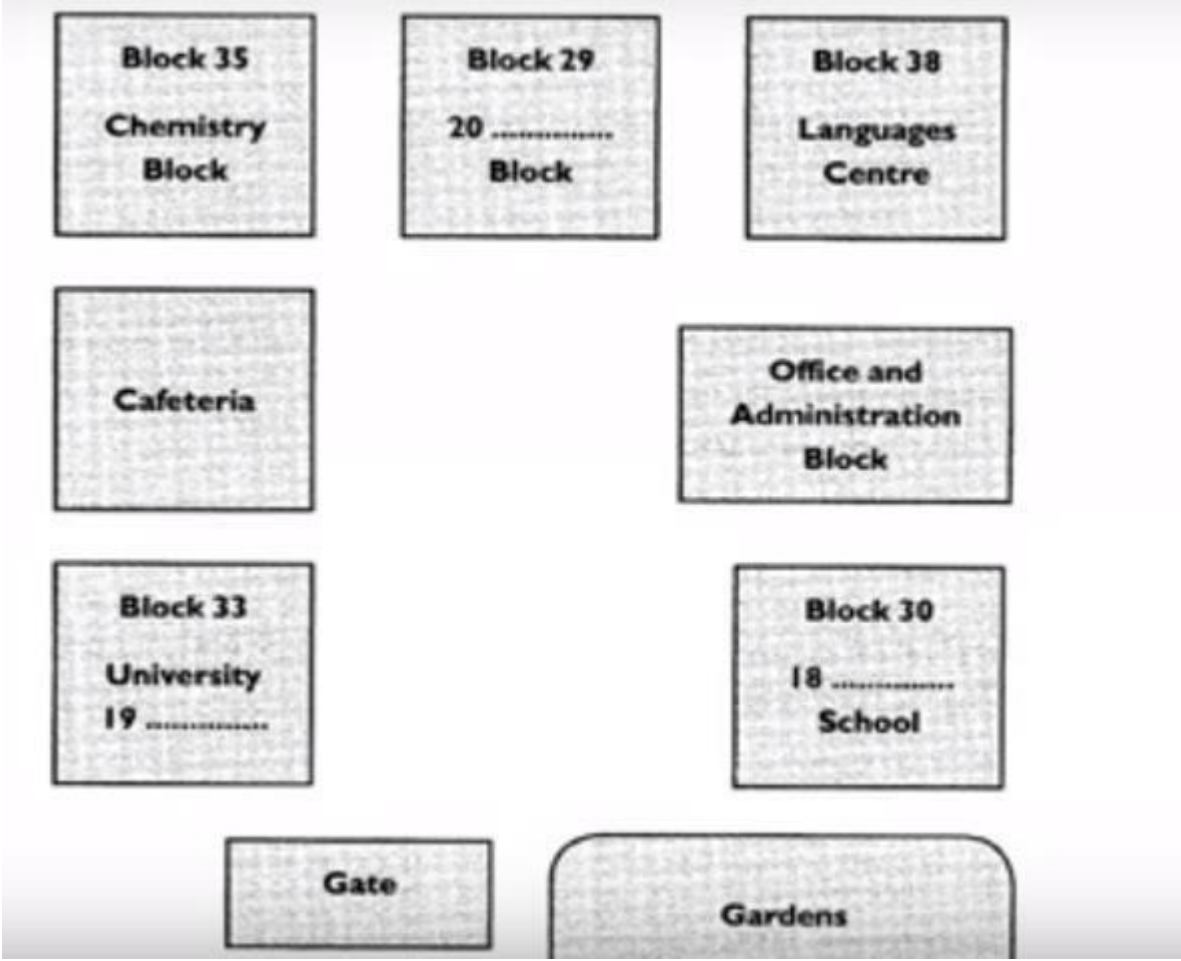 Block 35
Chemistry
Block
Block 29
20 ..............
Block
Block 38
Languages
Centre
Cafeteria
Office and
Administration
Block
Block 33
University
19 ..............
Block 30
18 ..............
School
Gate
Gardens